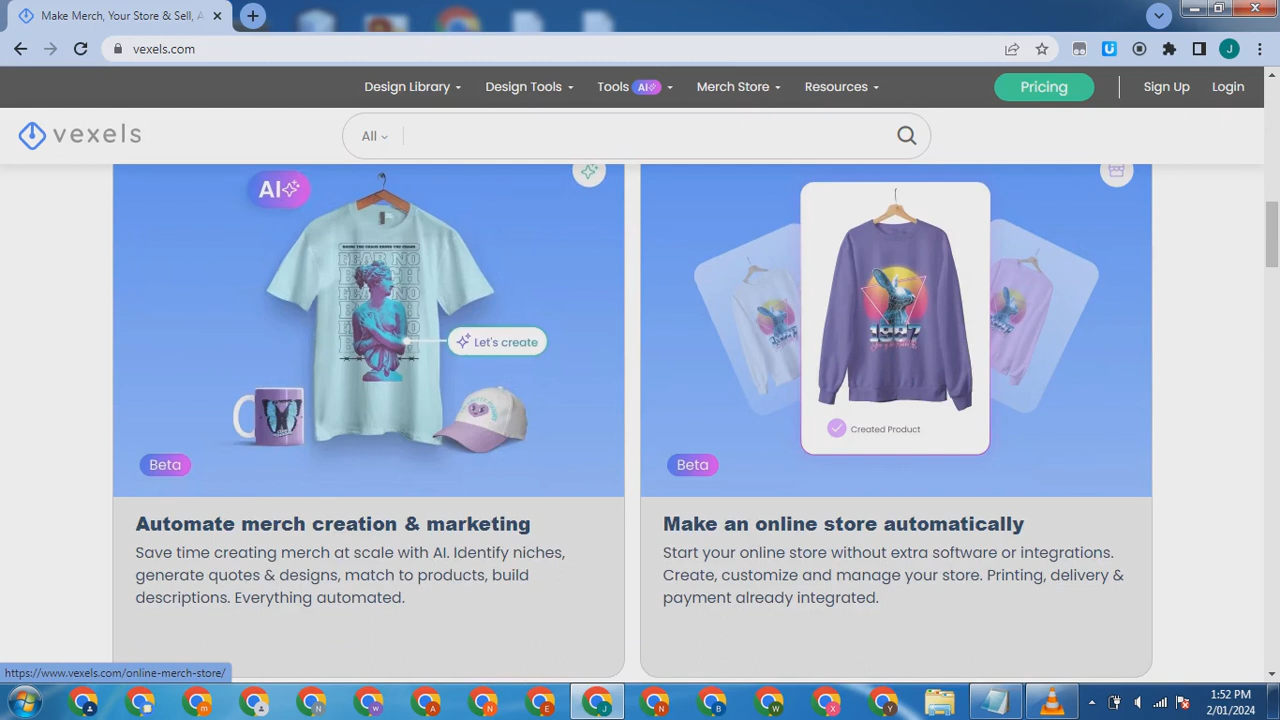 Make Merch, Your Store & Sell, A
vexels.com
J
Design Library
Design Tools
Tools AI
Merch Store
Resources
Pricing
Sign Up
Login
vexels
All
AI
FEAR NO
Let's create
Beta
1987
Created Product
Beta
Automate merch creation & marketing
Save time creating merch at scale with AI. Identify niches,
generate quotes & designs, match to products, build
descriptions. Everything automated.
Make an online store automatically
Start your online store without extra software or integrations.
Create, customize and manage your store. Printing, delivery &
payment already integrated.
https://www.vexels.com/online-merch-store/
1:52 PM
2/01/2024